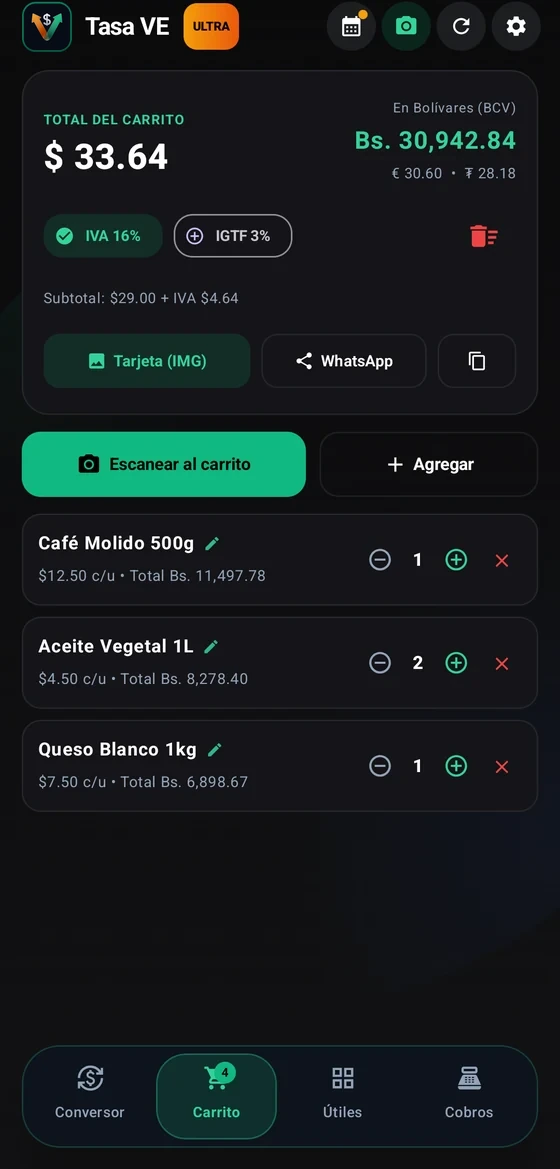 Tasa VE
ULTRA
TOTAL DEL CARRITO
$ 33.64
En Bolívares (BCV)
Bs. 30,942.84
€ 30.60 • ₮ 28.18
IVA 16%
IGTF 3%
Subtotal: $29.00 + IVA $4.64
Tarjeta (IMG)
WhatsApp
Escanear al carrito
Agregar
Café Molido 500g
$12.50 c/u • Total Bs. 11,497.78
1
Aceite Vegetal 1L
$4.50 c/u • Total Bs. 8,278.40
2
Queso Blanco 1kg
$7.50 c/u • Total Bs. 6,898.67
1
4
Conversor
Carrito
Útiles
Cobros